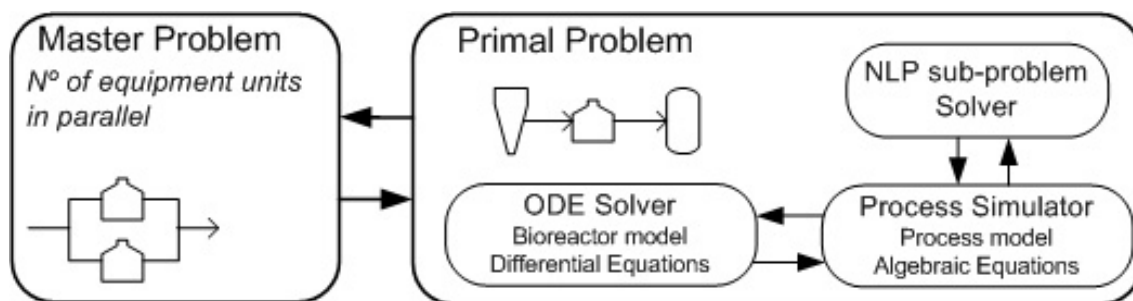 Master Problem
Nº of equipment units
in parallel
Primal Problem
NLP sub-problem
Solver
ODE Solver
Bioreactor model
Differential Equations
Process Simulator
Process model
Algebraic Equations